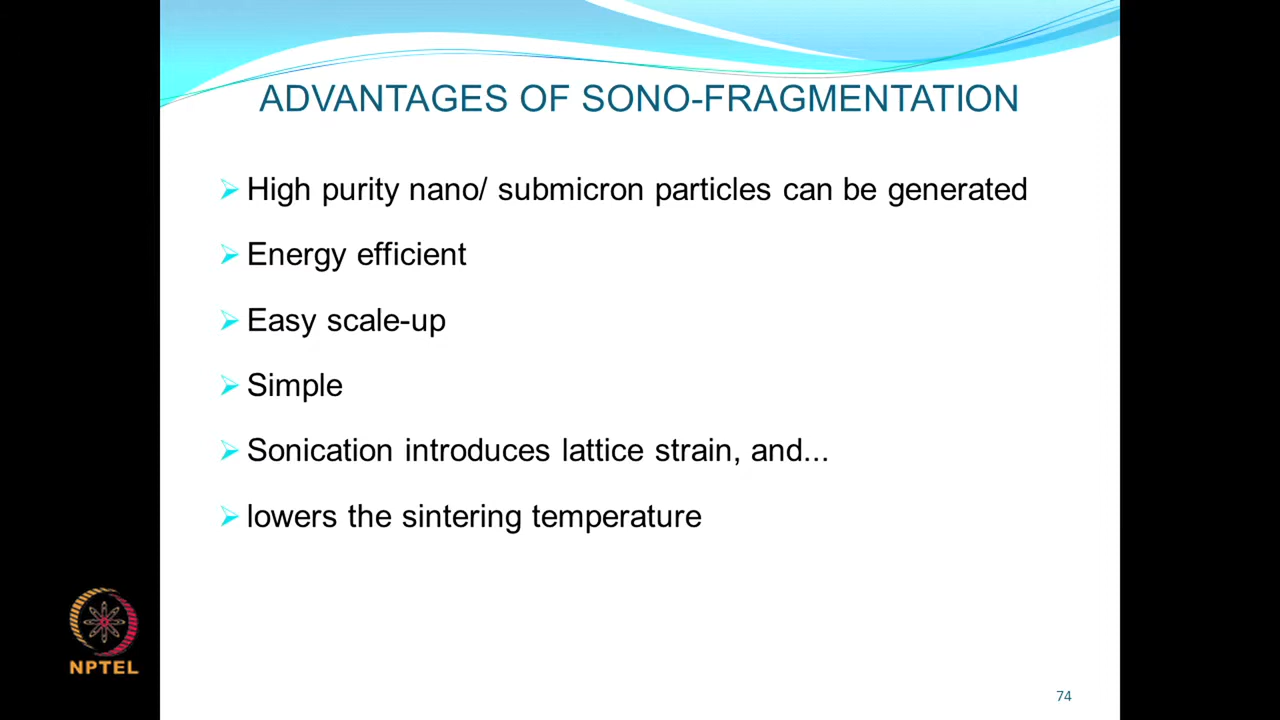 ADVANTAGES OF SONO-FRAGMENTATION
High purity nano/ submicron particles can be generated
Energy efficient
Easy scale-up
Simple
Sonication introduces lattice strain, and...
lowers the sintering temperature
NPTEL
74